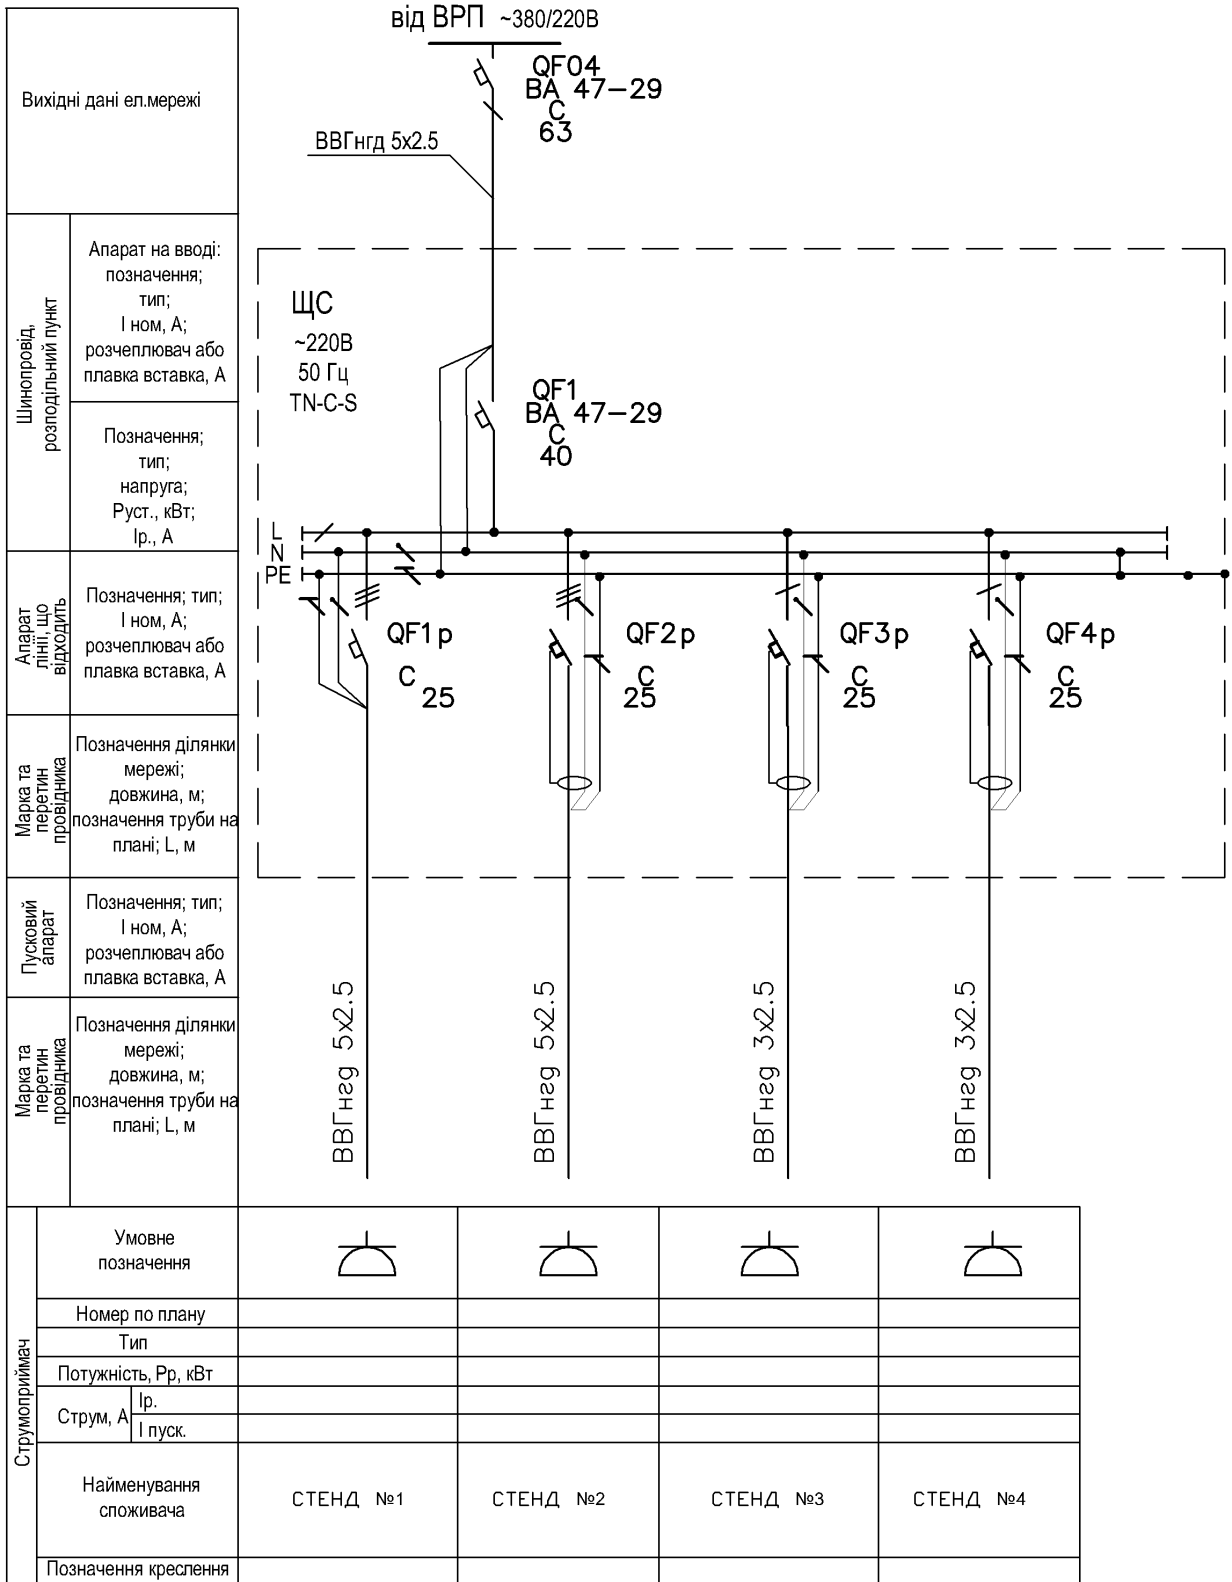 від ВРП ~380/220В
QF04
ВА 47-29
C
63
ВВГнгд 5х2.5
Вихідні дані ел.мережі
Шинопровід,
розподільний пункт
Апарат на вводі:
позначення;
тип;
І ном, А;
розчеплювач або
плавка вставка, А
Позначення;
тип;
напруга;
Руст., кВт;
Ір., А
ЩС
~220В
50 Гц
TN-C-S
QF1
ВА 47-29
C
40
L
N
PE
Апарат
лінії, що
відходить
Позначення; тип;
І ном, А;
розчеплювач або
плавка вставка, А
QF1р
C
25
QF2р
C
25
QF3р
C
25
QF4р
C
25
Марка та
перетин
провідника
Позначення ділянки
мережі;
довжина, м;
позначення труби на
плані; L, м
Пусковий
апарат
Позначення; тип;
І ном, А;
розчеплювач або
плавка вставка, А
Марка та
перетин
провідника
Позначення ділянки
мережі;
довжина, м;
позначення труби на
плані; L, м
ВВГнгд 5х2.5
ВВГнгд 5х2.5
ВВГнгд 3х2.5
ВВГнгд 3х2.5
Струмоприймач
Умовне
позначення
Номер по плану
Тип
Потужність, Рр, кВт
Струм, А
Ір.
І пуск.
Найменування
споживача
СТЕНД №1
СТЕНД №2
СТЕНД №3
СТЕНД №4
Позначення креслення